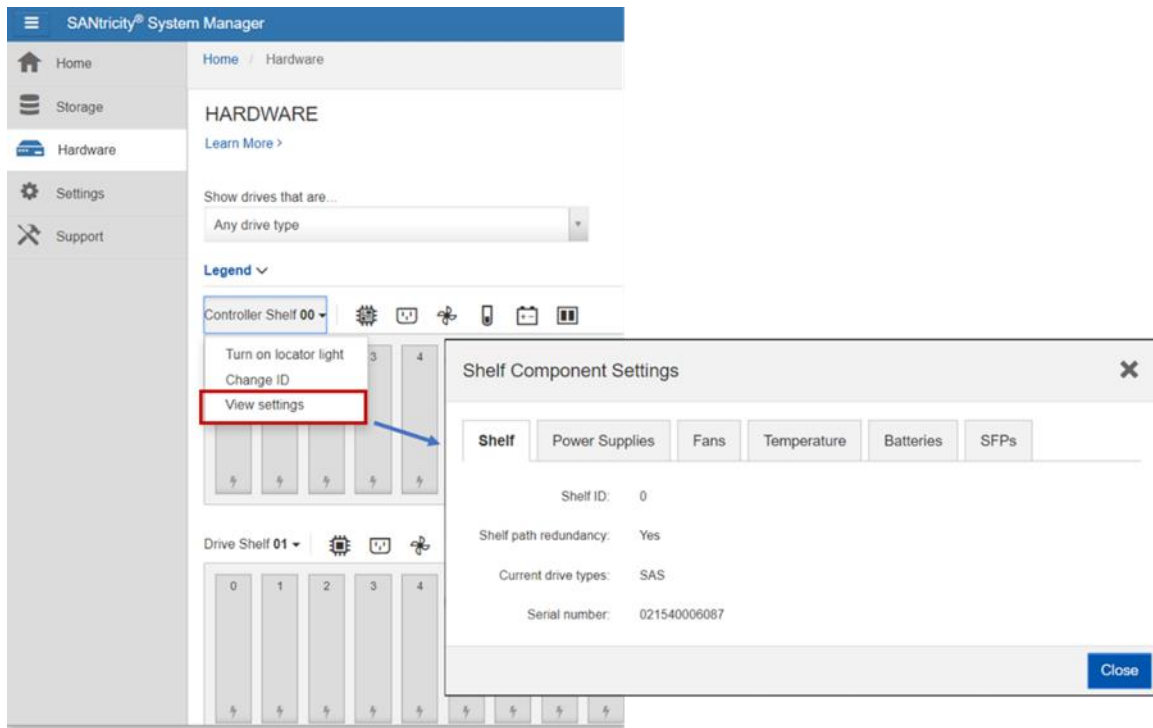 SANtricity® System Manager
Home
Storage
Hardware
Settings
Support
Home / Hardware
HARDWARE
Learn More >
Show drives that are...
Any drive type
Legend
Controller Shelf 00
Turn on locator light
Change ID
View settings
3 4
Drive Shelf 01
0 1 2 3 4
Shelf Component Settings
Shelf Power Supplies Fans Temperature Batteries SFPs
Shelf ID: 0
Shelf path redundancy: Yes
Current drive types: SAS
Serial number: 021540006087
Close